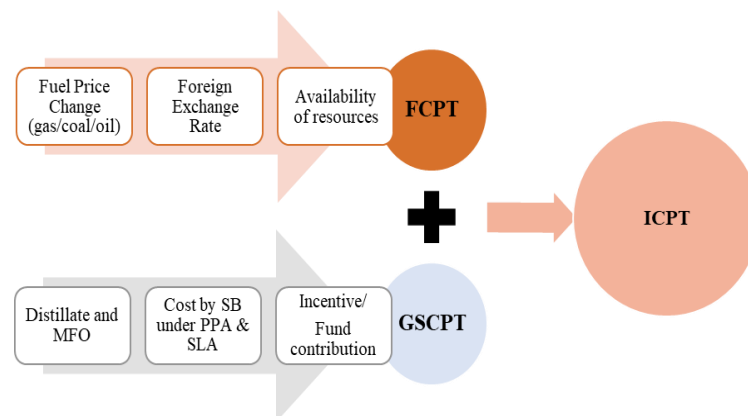 Fuel Price
Change
(gas/coal/oil)
Foreign
Exchange
Rate
Availability
of resources
FCPT
ICPT
Distillate and
MFO
Cost by SB
under PPA &
SLA
Incentive/
Fund
contribution
GSCPT